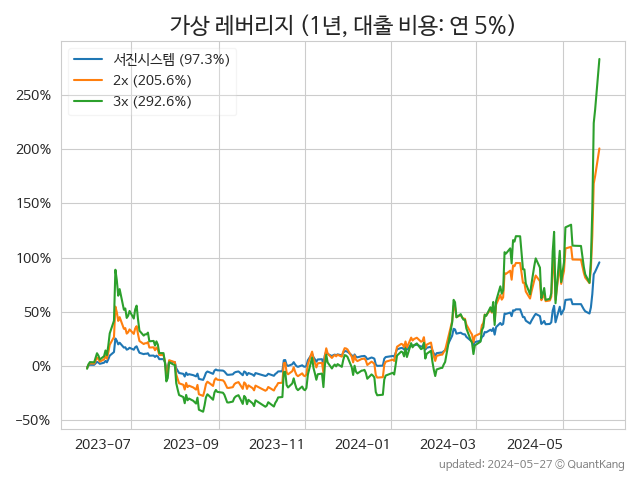 가상 레버리지 (1년, 대출 비용: 연 5%)
서진시스템 (97.3%)
2x (205.6%)
3x (292.6%)
250%
200%
150%
100%
50%
0%
−50%
2023-07
2023-09
2023-11
2024-01
2024-03
2024-05
updated: 2024-05-27 © QuantKang